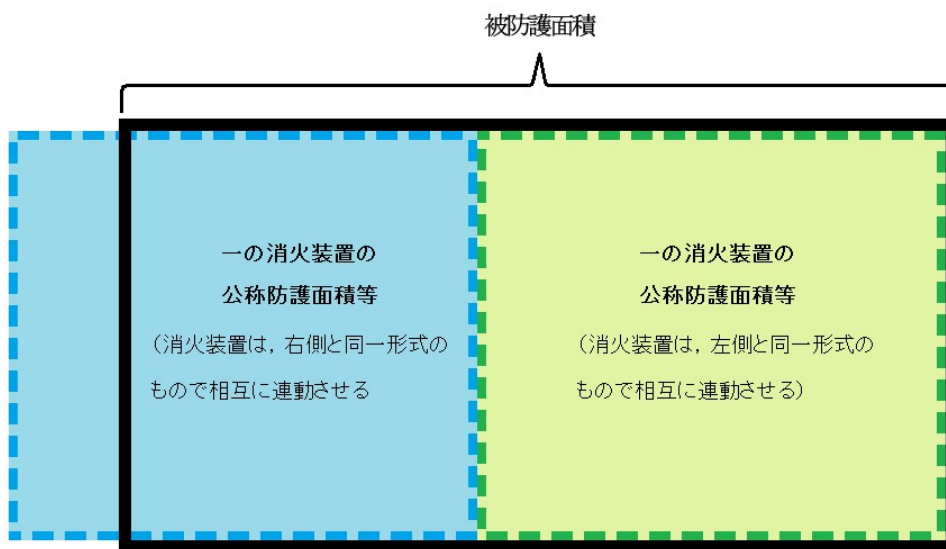 被防護面積
一の消火装置の
公称防護面積等
（消火装置は，右側と同一形式の
もので相互に連動させる
一の消火装置の
公称防護面積等
（消火装置は，左側と同一形式の
もので相互に連動させる）